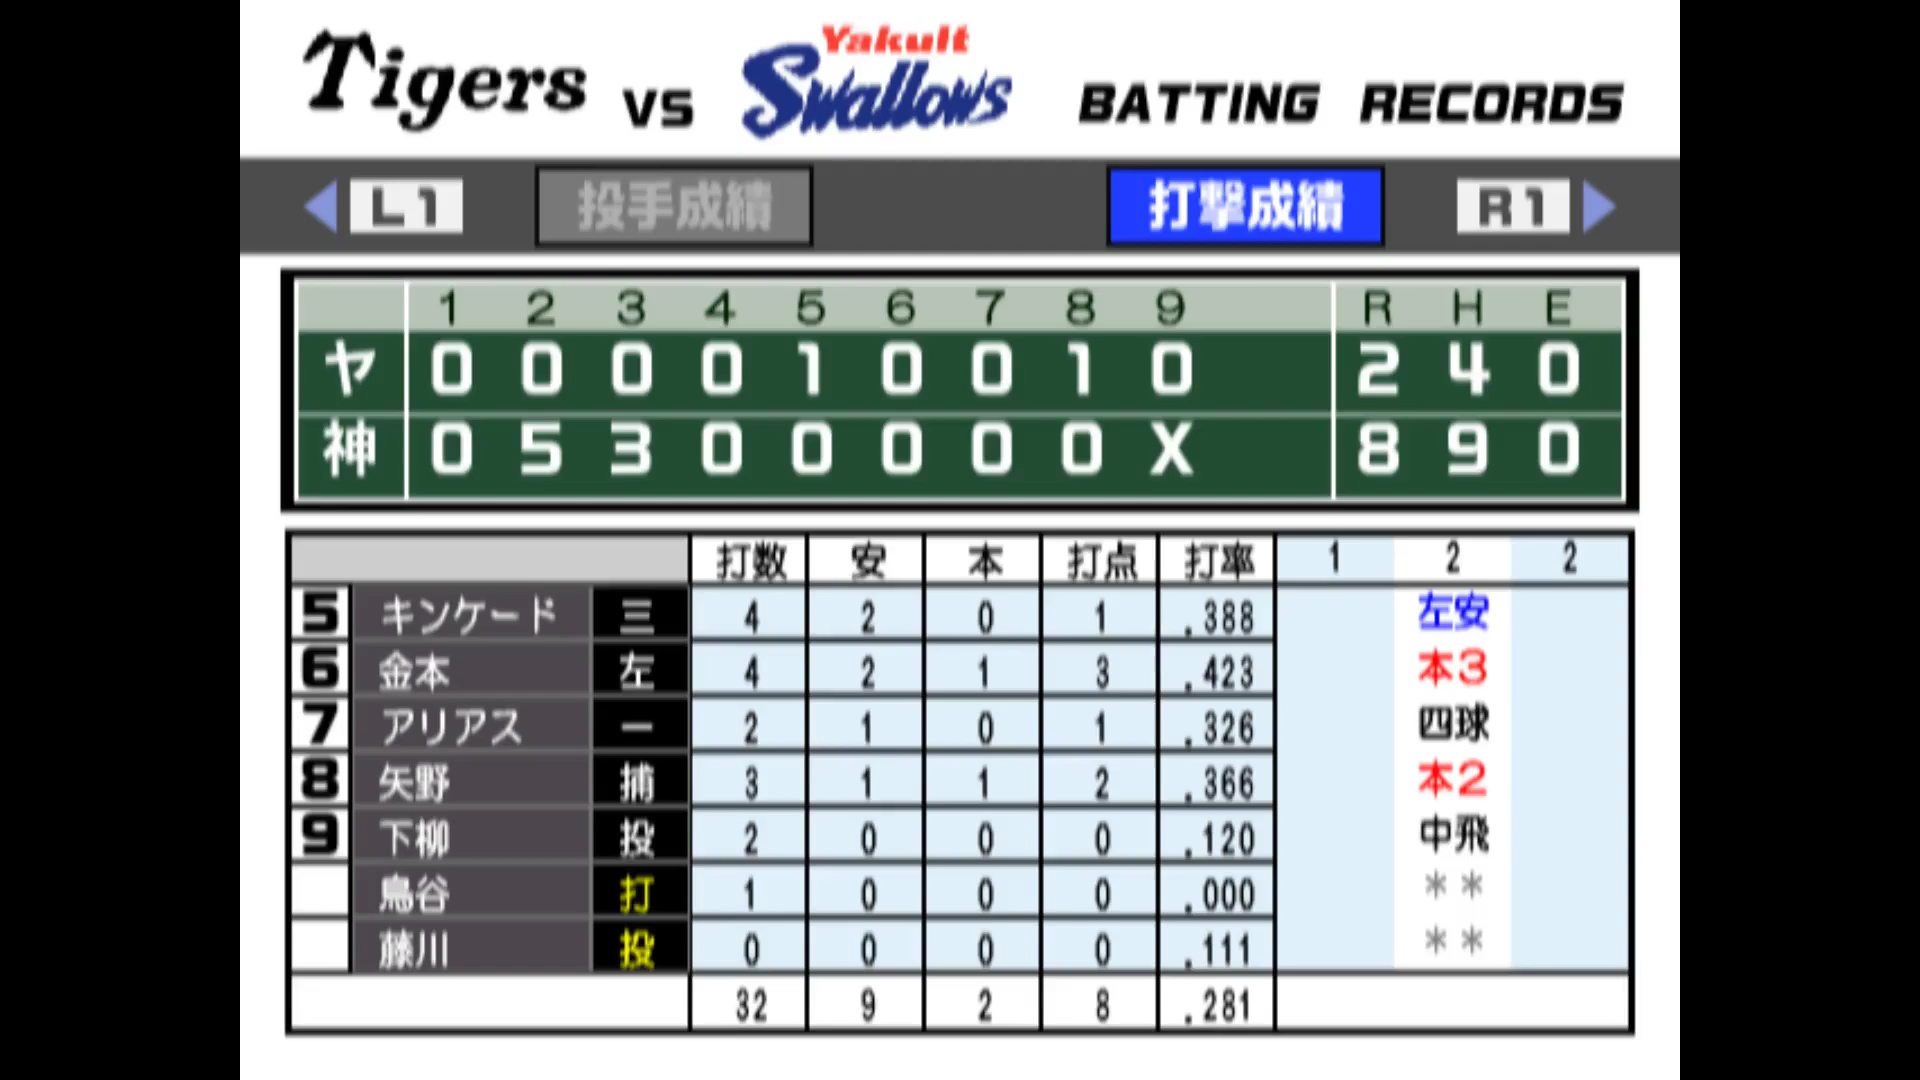 Tigers vs Yakult Swallows BATTING RECORDS
L1 投手成績 打撃成績 R1
1 2 3 4 5 6 7 8 9 R H E
ヤ 0 0 0 0 1 0 0 1 0 2 4 0
神 0 5 3 0 0 0 0 0 X 8 9 0
打数 安 本 打点 打率 1 2 2
5 キンケード 三 4 2 0 1 .388 左安
6 金本 左 4 2 1 3 .423 本3
7 アリアス 一 2 1 0 1 .326 四球
8 矢野 捕 3 1 1 2 .366 本2
9 下柳 投 2 0 0 0 .120 中飛
鳥谷 打 1 0 0 0 .000 **
藤川 投 0 0 0 0 .111 **
32 9 2 8 .281